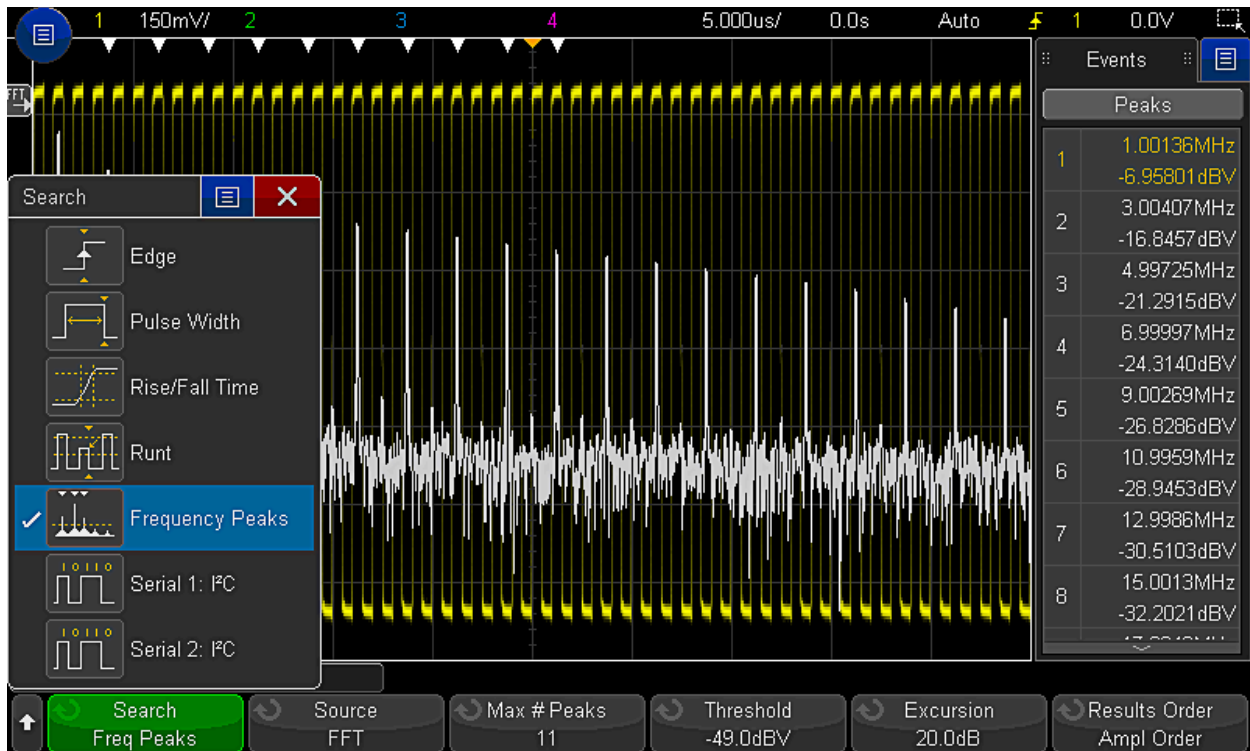 1 150mV/ 2 3 4 5.000us/ 0.0s Auto 1 0.0V
FFT
Events
Peaks
1 1.00136MHz
-6.95801dBV
2 3.00407MHz
-16.8457dBV
3 4.99725MHz
-21.2915dBV
4 6.99997MHz
-24.3140dBV
5 9.00269MHz
-26.8286dBV
6 10.9959MHz
-28.9453dBV
7 12.9986MHz
-30.5103dBV
8 15.0013MHz
-32.2021dBV
Search
Edge
Pulse Width
Rise/Fall Time
Runt
Frequency Peaks
10110
Serial 1: I²C
10110
Serial 2: I²C
Search
Freq Peaks
Source
FFT
Max # Peaks
11
Threshold
-49.0dBV
Excursion
20.0dB
Results Order
Ampl Order